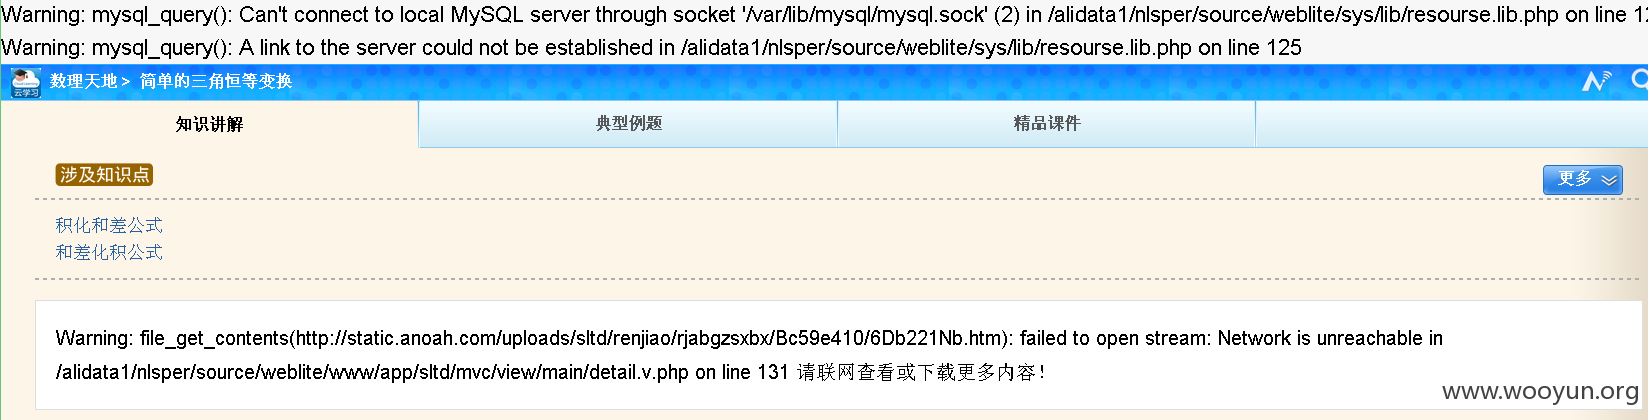 Warning: mysql_query(): Can't connect to local MySQL server through socket '/var/lib/mysql/mysql.sock' (2) in /alidata1/nlsper/source/weblite/sys/lib/resourse.lib.php on line
Warning: mysql_query(): A link to the server could not be established in /alidata1/nlsper/source/weblite/sys/lib/resourse.lib.php on line 125
云学习 数理天地 > 简单的三角恒等变换
知识讲解 典型例题 精品课件
涉及知识点 更多
积化和差公式
和差化积公式
Warning: file_get_contents(http://static.anoah.com/uploads/sltd/renjiao/rjabgzsxbx/Bc59e410/6Db221Nb.htm): failed to open stream: Network is unreachable in
/alidata1/nlsper/source/weblite/www/app/sltd/mvc/view/main/detail.v.php on line 131 请联网查看或下载更多内容!
www.wooyun.org